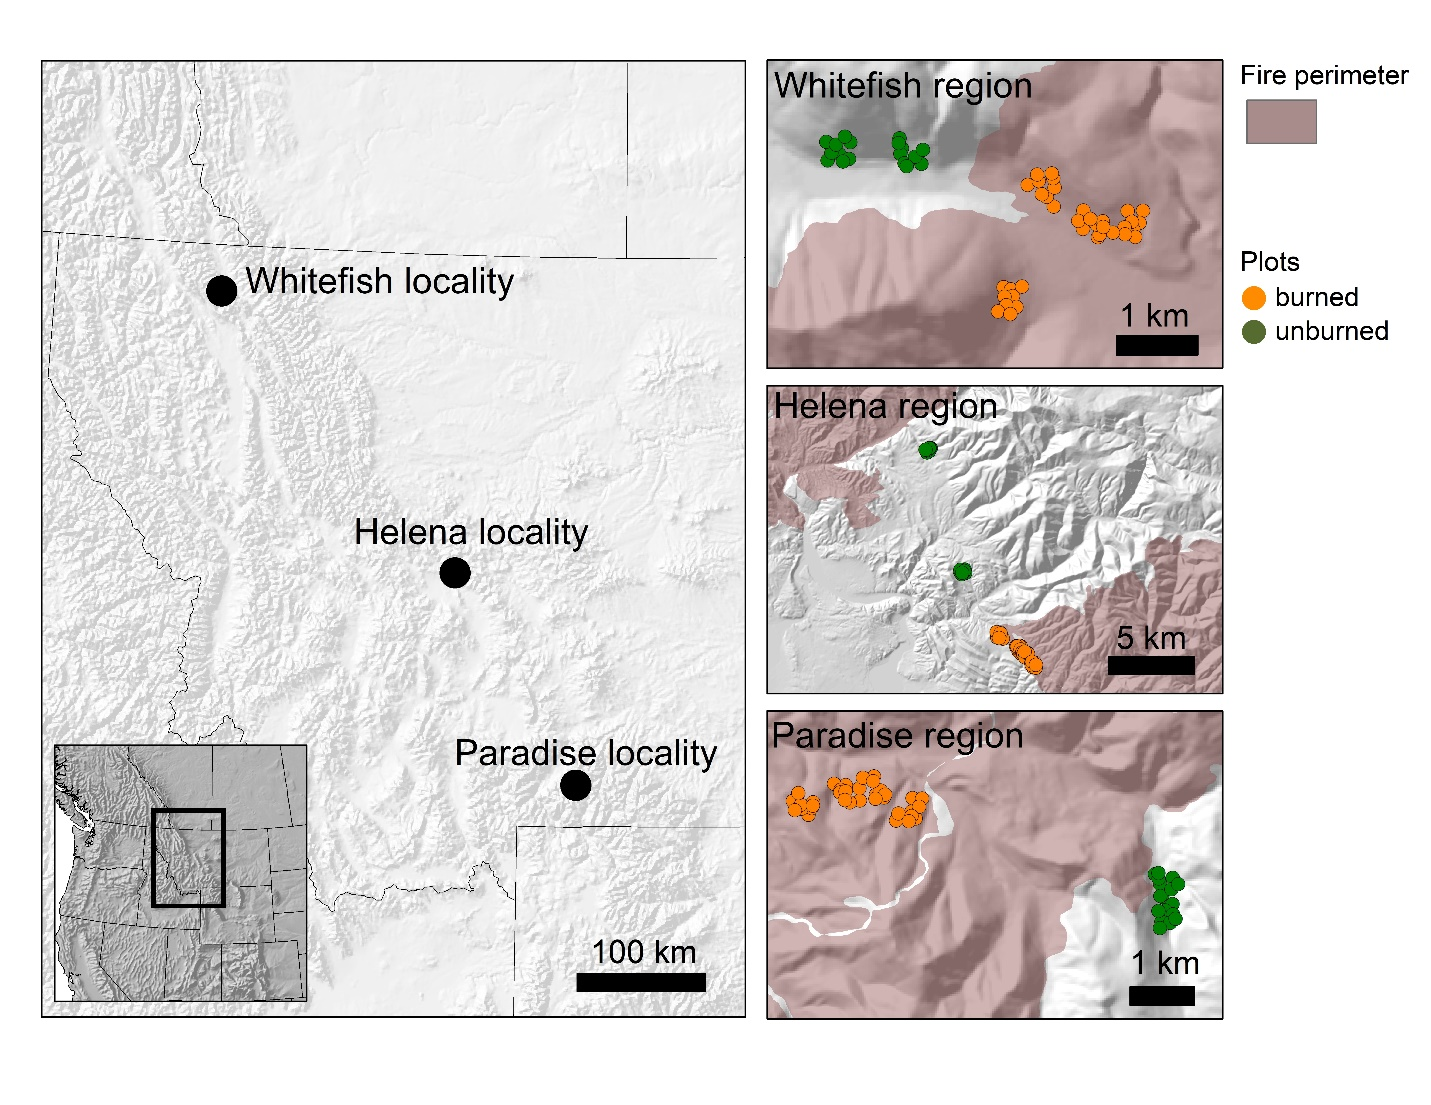 Whitefish locality
Helena locality
Paradise locality
100 km
Whitefish region
1 km
Helena region
5 km
Paradise region
1 km
Fire perimeter
Plots
burned
unburned